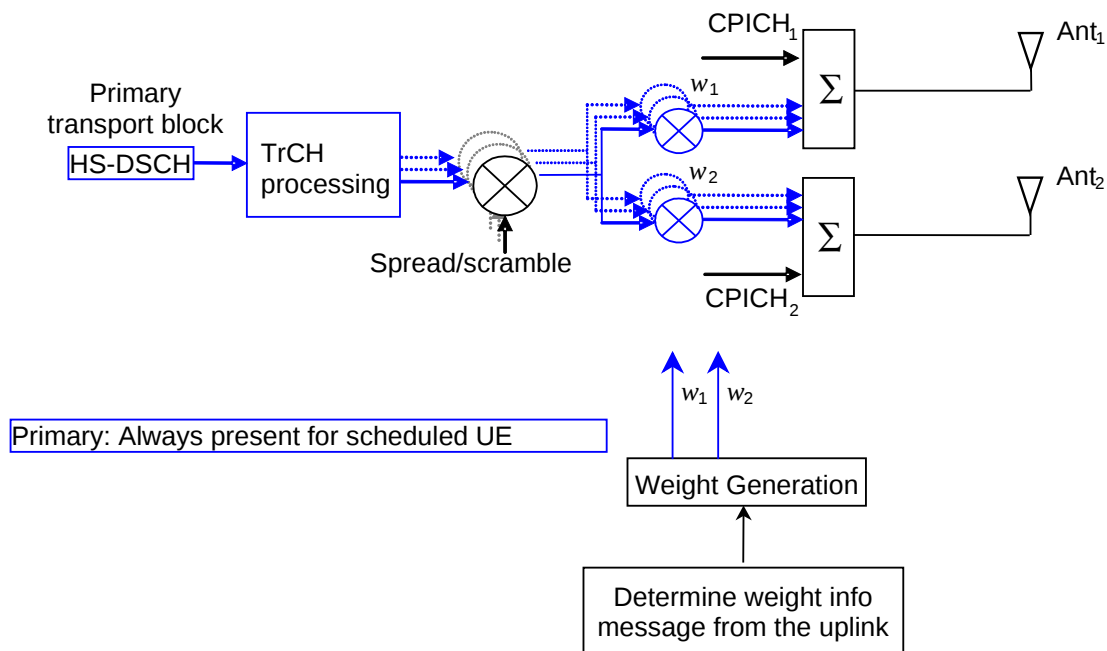 CPICH1
Ant1
w1
Σ
Primary
transport block
HS-DSCH
TrCH
processing
w2
Ant2
Σ
Spread/scramble
CPICH2
w1
w2
Primary: Always present for scheduled UE
Weight Generation
Determine weight info
message from the uplink